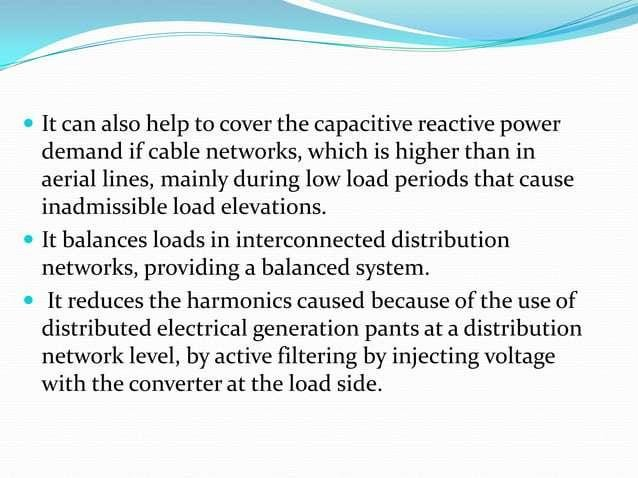 It can also help to cover the capacitive reactive power
demand if cable networks, which is higher than in
aerial lines, mainly during low load periods that cause
inadmissible load elevations.
It balances loads in interconnected distribution
networks, providing a balanced system.
It reduces the harmonics caused because of the use of
distributed electrical generation pants at a distribution
network level, by active filtering by injecting voltage
with the converter at the load side.